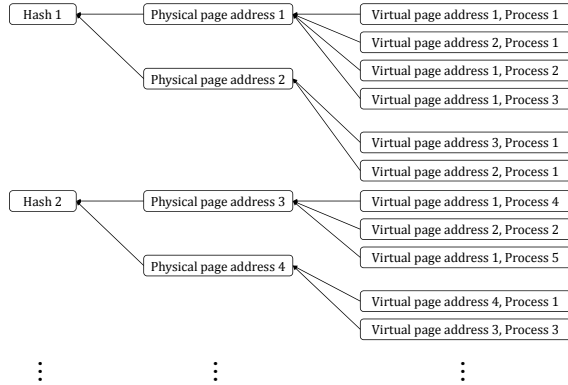 Hash 1
Physical page address 1
Virtual page address 1, Process 1
Virtual page address 2, Process 1
Virtual page address 1, Process 2
Virtual page address 1, Process 3
Physical page address 2
Virtual page address 3, Process 1
Virtual page address 2, Process 1
Hash 2
Physical page address 3
Virtual page address 1, Process 4
Virtual page address 2, Process 2
Virtual page address 1, Process 5
Physical page address 4
Virtual page address 4, Process 1
Virtual page address 3, Process 3